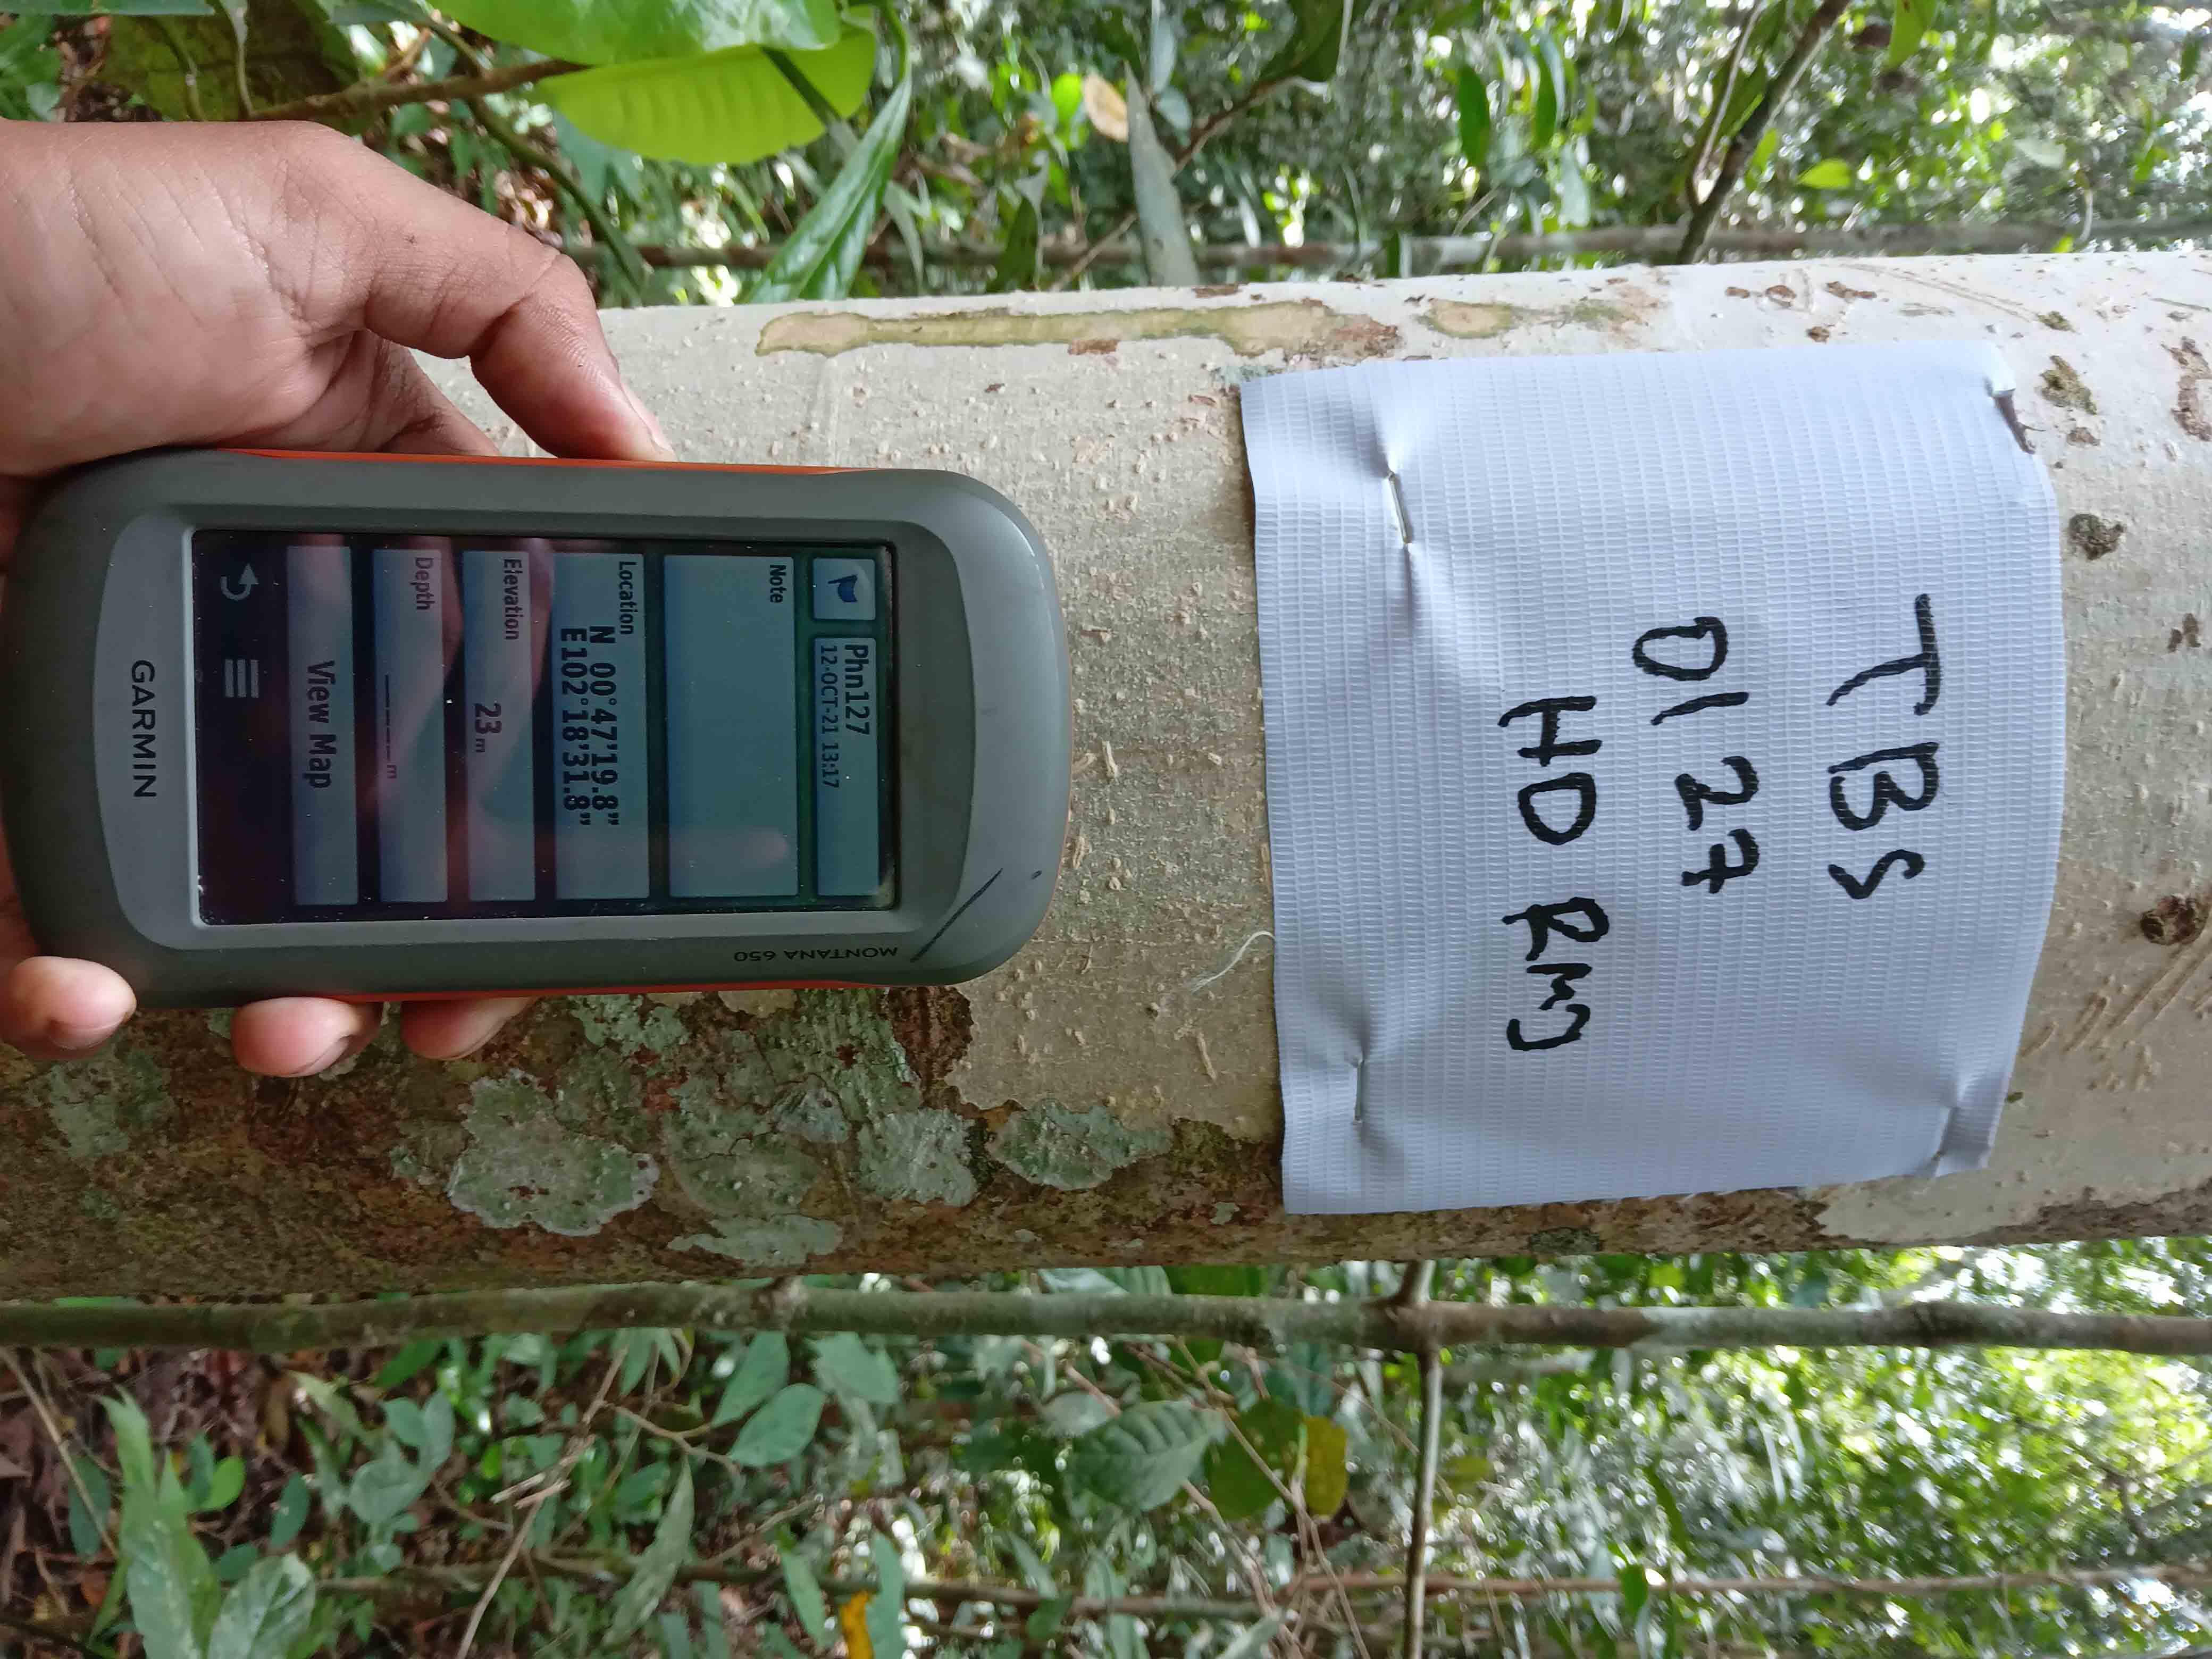 TBS
0127
HD RMJ
Phn127
12-OCT-21 13:17
Note
Location
N 00°47'19.8"
E102°18'31.8"
Elevation
23 m
Depth
_____m
View Map
GARMIN
MONTANA 650